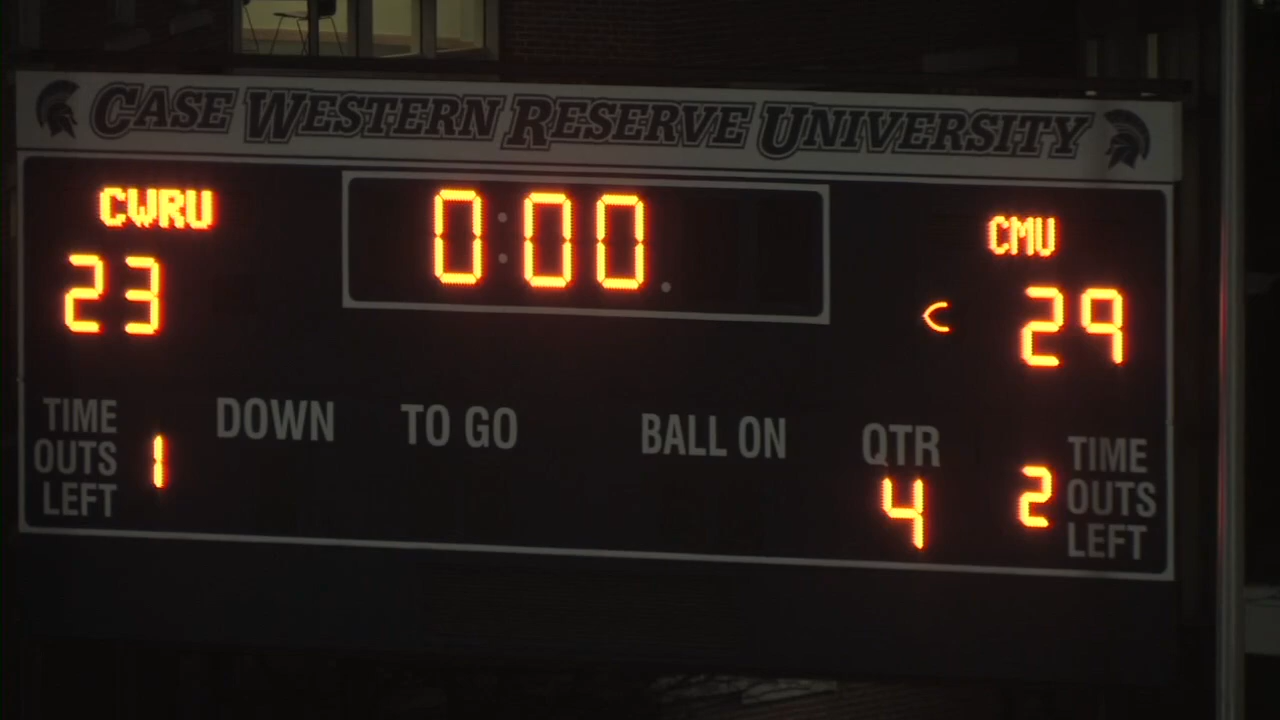 CASE WESTERN RESERVE UNIVERSITY
CWRU 0:00 CMU
23 < 29
TIME OUTS LEFT 1
DOWN TO GO BALL ON QTR 4
2 TIME OUTS LEFT